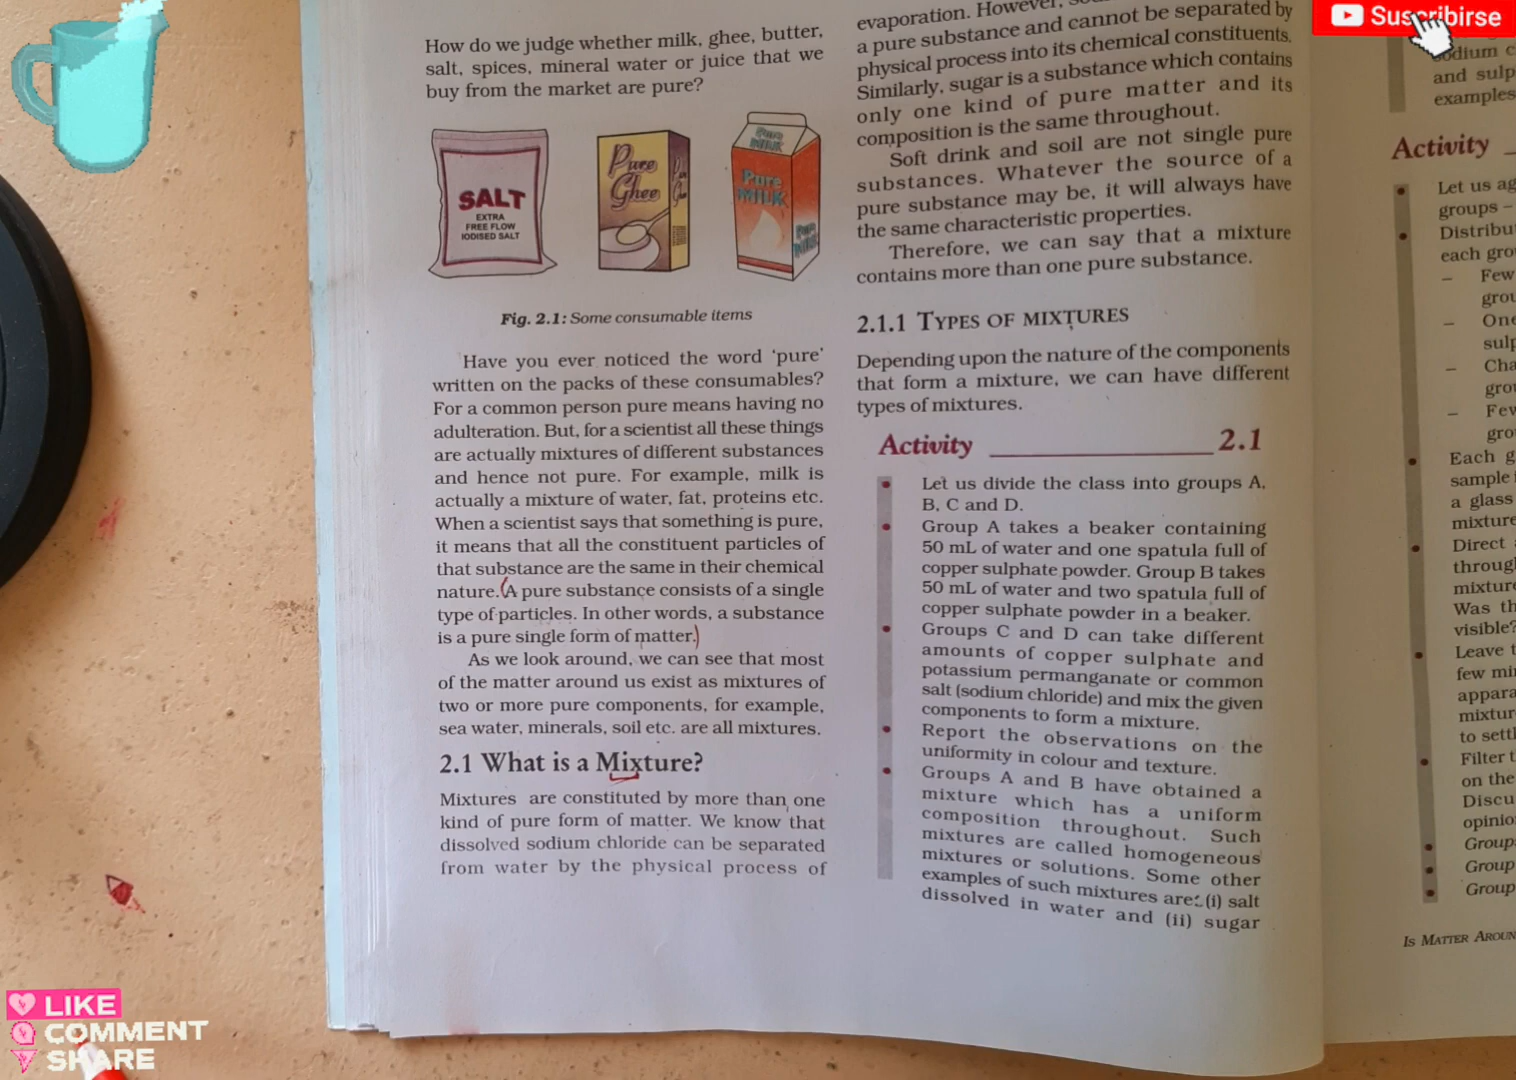 How do we judge whether milk, ghee, butter,
salt, spices, mineral water or juice that we
buy from the market are pure?
SALT
EXTRA
FREE FLOW
IODISED SALT
Pure
Ghee
Pure
MILK
Pure
MILK
Pure
MILK
Fig. 2.1: Some consumable items
Have you ever noticed the word 'pure'
written on the packs of these consumables?
For a common person pure means having no
adulteration. But, for a scientist all these things
are actually mixtures of different substances
and hence not pure. For example, milk is
actually a mixture of water, fat, proteins etc.
When a scientist says that something is pure,
it means that all the constituent particles of
that substance are the same in their chemical
nature. (A pure substance consists of a single
type of particles. In other words, a substance
is a pure single form of matter.)
As we look around, we can see that most
of the matter around us exist as mixtures of
two or more pure components, for example,
sea water, minerals, soil etc. are all mixtures.
2.1 What is a Mixture?
Mixtures are constituted by more than one
kind of pure form of matter. We know that
dissolved sodium chloride can be separated
from water by the physical process of
evaporation. However,
a pure substance and cannot be separated by
physical process into its chemical constituents.
Similarly, sugar is a substance which contains
only one kind of pure matter and its
composition is the same throughout.
Soft drink and soil are not single pure
substances. Whatever the source of a
pure substance may be, it will always have
the same characteristic properties.
Therefore, we can say that a mixture
contains more than one pure substance.
2.1.1 TYPES OF MIXTURES
Depending upon the nature of the components
that form a mixture, we can have different
types of mixtures.
Activity 2.1
• Let us divide the class into groups A,
B, C and D.
• Group A takes a beaker containing
50 mL of water and one spatula full of
copper sulphate powder. Group B takes
50 mL of water and two spatula full of
copper sulphate powder in a beaker.
• Groups C and D can take different
amounts of copper sulphate and
potassium permanganate or common
salt (sodium chloride) and mix the given
components to form a mixture.
• Report the observations on the
uniformity in colour and texture.
• Groups A and B have obtained a
mixture which has a uniform
composition throughout. Such
mixtures are called homogeneous
mixtures or solutions. Some other
examples of such mixtures are: (i) salt
dissolved in water and (ii) sugar
Suscribirse
and sulp
examples
Activity
• Let us ag
groups –
• Distribu
each gro
– Few
grou
– One
sulp
– Cha
grou
– Few
gro
• Each g
sample
a glass
mixture
• Direct
throug
mixture
Was th
visible?
• Leave t
few min
appara
mixtur
to settl
• Filter t
on the
Discu
opinio
• Group
• Group
• Group
IS MATTER AROUN
LIKE
COMMENT
SHARE